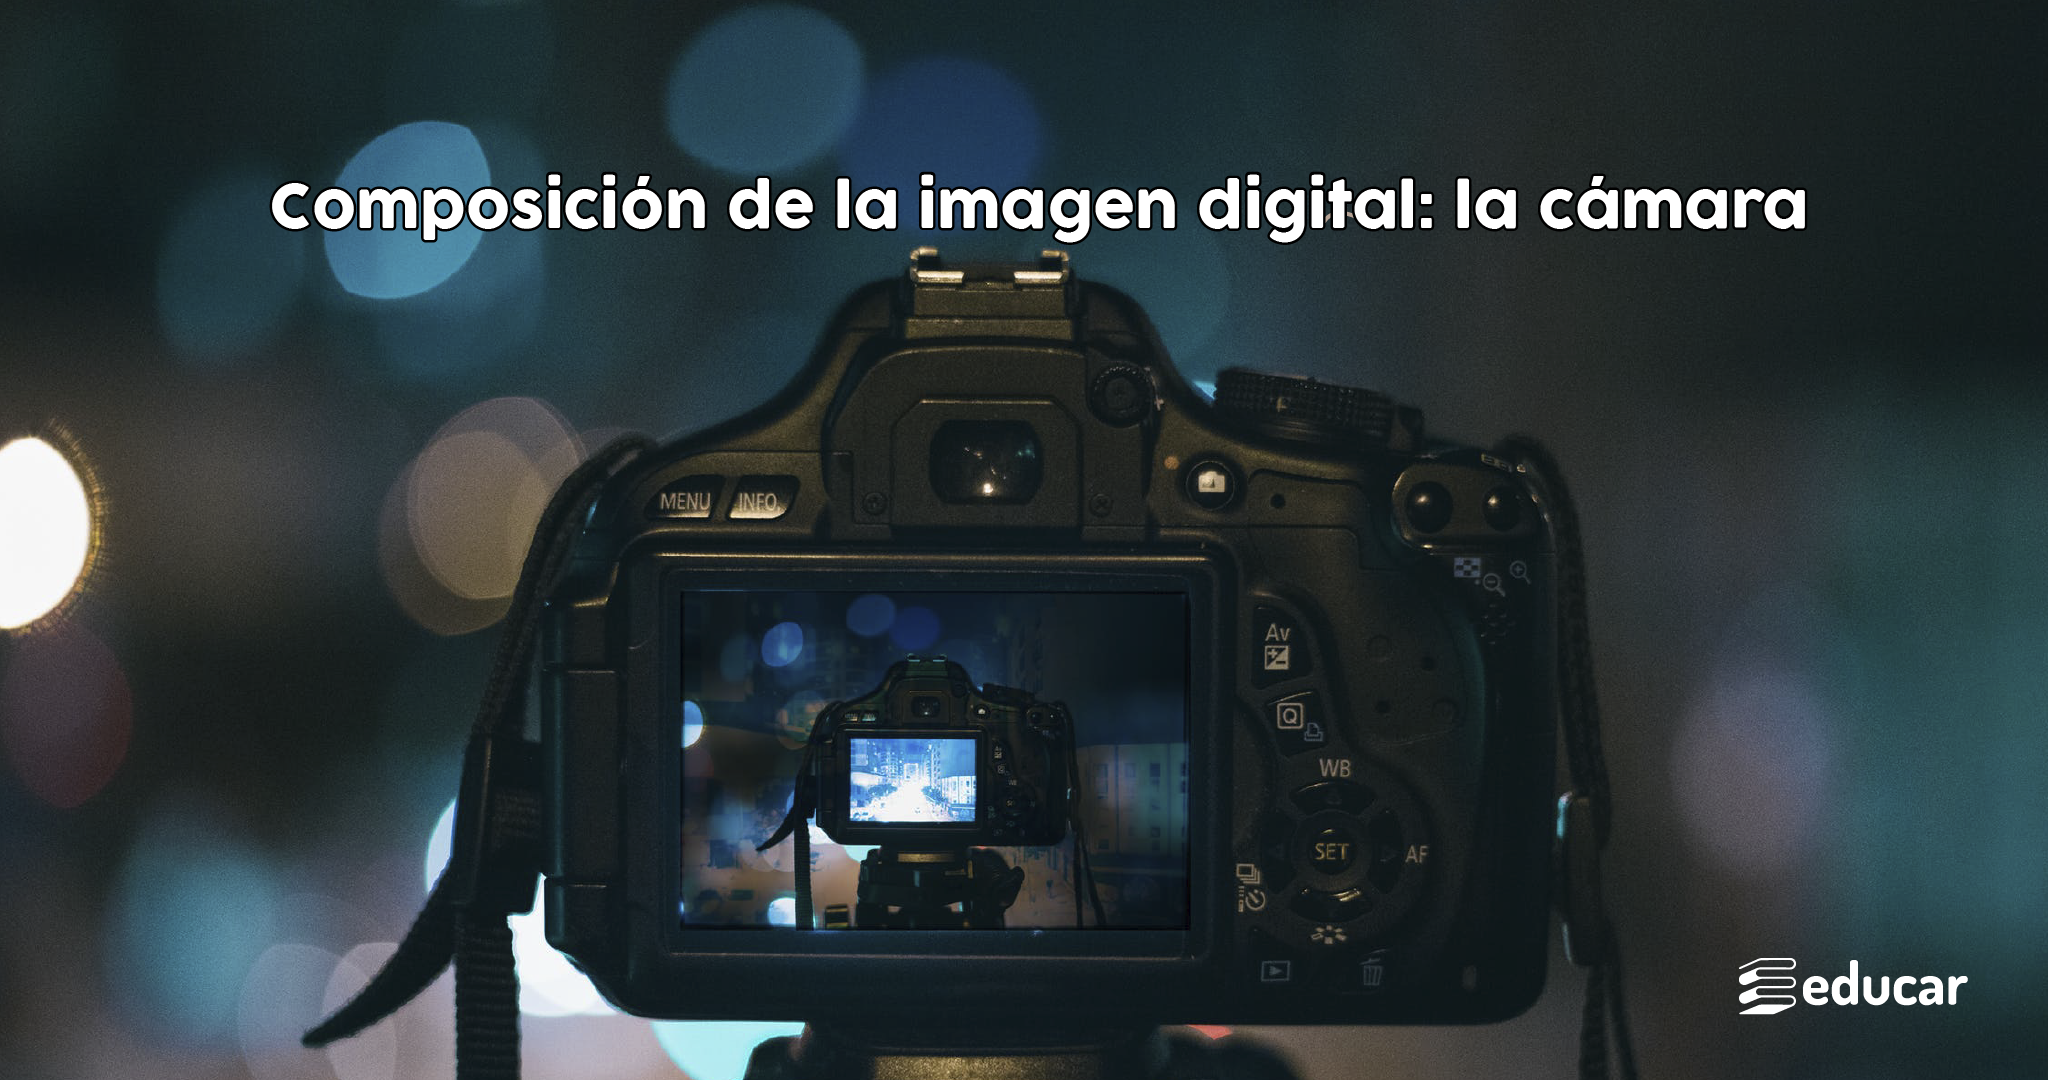 Composición de la imagen digital: la cámara
MENU INFO.
Av
Q
WB
SET
AF
educar